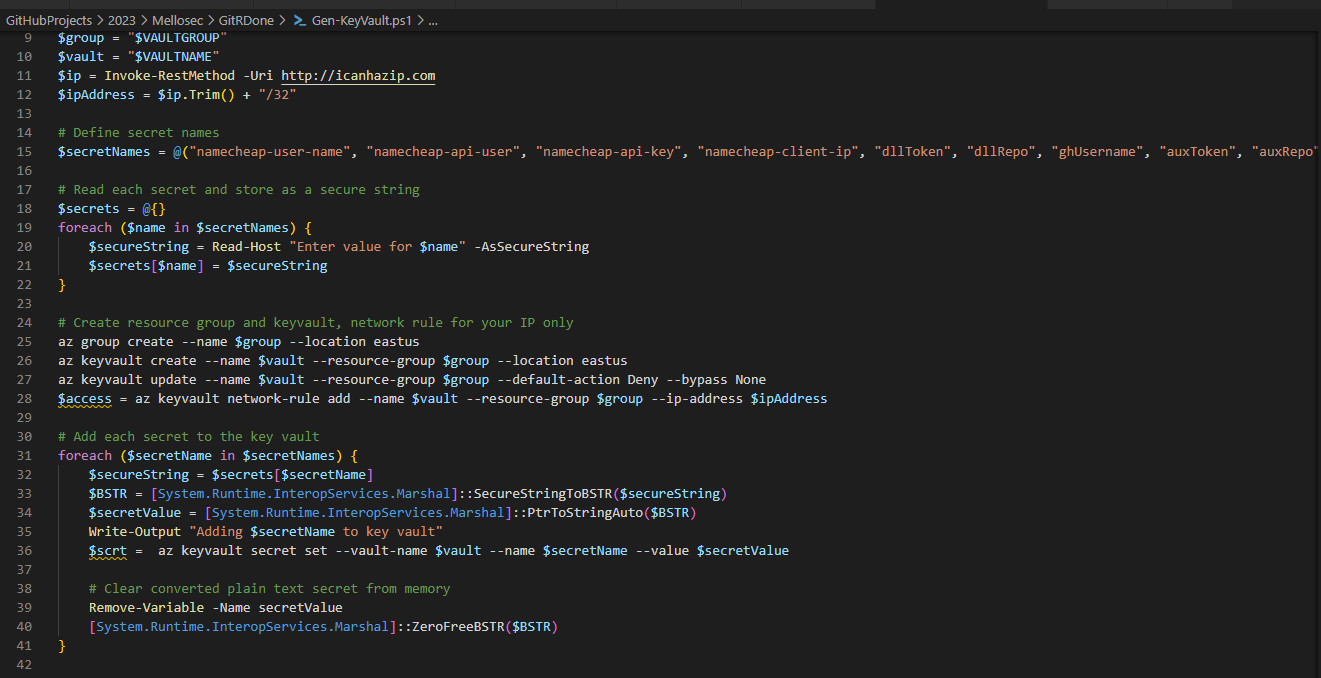 GitHubProjects > 2023 > Mellosec > GitRDone > Gen-KeyVault.ps1 > ...
9 $group = "$VAULTGROUP"
10 $vault = "$VAULTNAME"
11 $ip = Invoke-RestMethod -Uri http://icanhazip.com
12 $ipAddress = $ip.Trim() + "/32"
13
14 # Define secret names
15 $secretNames = @("namecheap-user-name", "namecheap-api-user", "namecheap-api-key", "namecheap-client-ip", "dllToken", "dllRepo", "ghUsername", "auxToken", "auxRepo"
16
17 # Read each secret and store as a secure string
18 $secrets = @{}
19 foreach ($name in $secretNames) {
20     $secureString = Read-Host "Enter value for $name" -AsSecureString
21     $secrets[$name] = $secureString
22 }
23
24 # Create resource group and keyvault, network rule for your IP only
25 az group create --name $group --location eastus
26 az keyvault create --name $vault --resource-group $group --location eastus
27 az keyvault update --name $vault --resource-group $group --default-action Deny --bypass None
28 $access = az keyvault network-rule add --name $vault --resource-group $group --ip-address $ipAddress
29
30 # Add each secret to the key vault
31 foreach ($secretName in $secretNames) {
32     $secureString = $secrets[$secretName]
33     $BSTR = [System.Runtime.InteropServices.Marshal]::SecureStringToBSTR($secureString)
34     $secretValue = [System.Runtime.InteropServices.Marshal]::PtrToStringAuto($BSTR)
35     Write-Output "Adding $secretName to key vault"
36     $scrt =  az keyvault secret set --vault-name $vault --name $secretName --value $secretValue
37
38     # Clear converted plain text secret from memory
39     Remove-Variable -Name secretValue
40     [System.Runtime.InteropServices.Marshal]::ZeroFreeBSTR($BSTR)
41 }
42